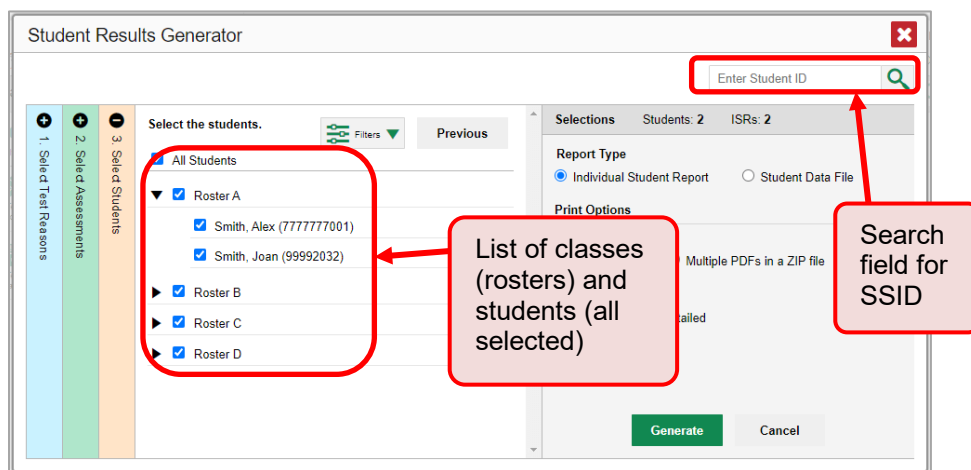 Student Results Generator
Enter Student ID
1. Select Test Reasons
2. Select Assessments
3. Select Students
Select the students.
Filters
Previous
All Students
Roster A
Smith, Alex (7777777001)
Smith, Joan (99992032)
Roster B
Roster C
Roster D
Selections Students: 2 ISRs: 2
Report Type
Individual Student Report Student Data File
Print Options
Multiple PDFs in a ZIP file
List of classes
(rosters) and
students (all
selected)
Search
field for
SSID
Generate Cancel